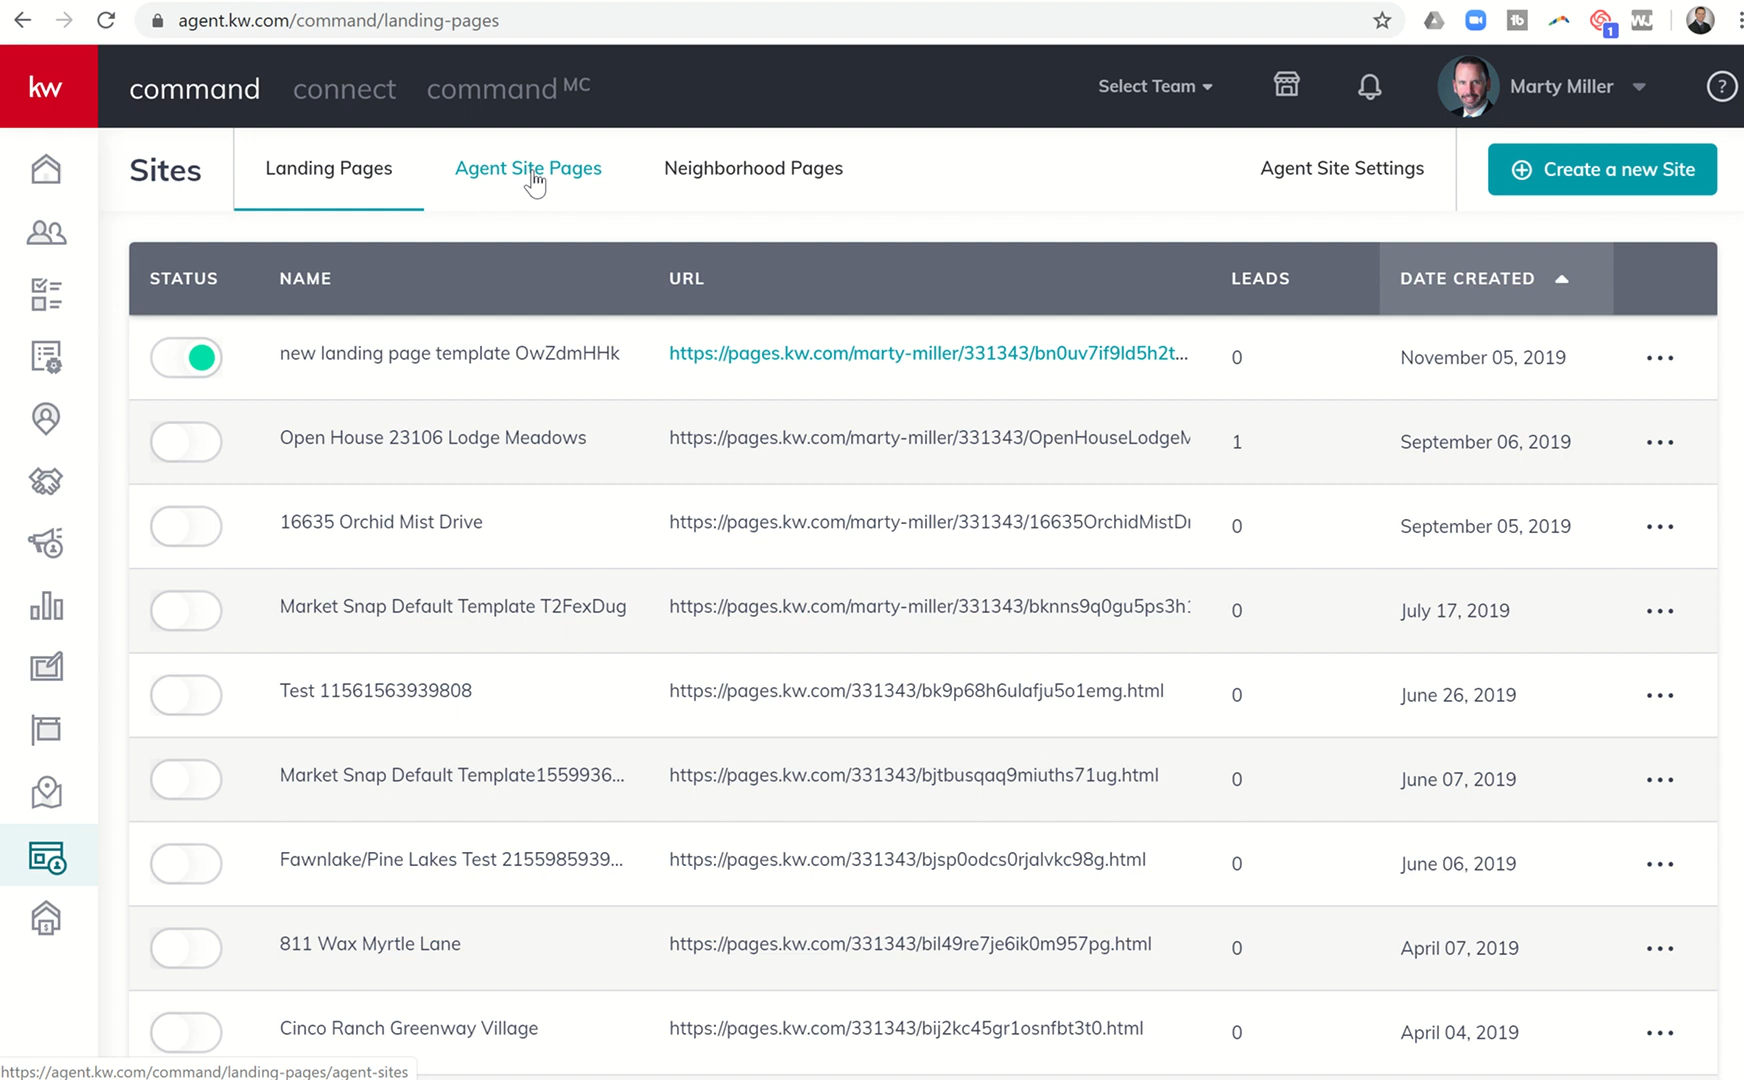 agent.kw.com/command/landing-pages
1
kw
command connect command MC
Select Team
Marty Miller
?
Sites
Landing Pages
Agent Site Pages
Neighborhood Pages
Agent Site Settings
Create a new Site
STATUS NAME URL LEADS DATE CREATED
new landing page template OwZdmHHk https://pages.kw.com/marty-miller/331343/bn0uv7if9ld5h2t... 0 November 05, 2019
Open House 23106 Lodge Meadows https://pages.kw.com/marty-miller/331343/OpenHouseLodgeM 1 September 06, 2019
16635 Orchid Mist Drive https://pages.kw.com/marty-miller/331343/16635OrchidMistDr 0 September 05, 2019
Market Snap Default Template T2FexDug https://pages.kw.com/marty-miller/331343/bknns9q0gu5ps3h1 0 July 17, 2019
Test 11561563939808 https://pages.kw.com/331343/bk9p68h6ulafju5o1emg.html 0 June 26, 2019
Market Snap Default Template1559936... https://pages.kw.com/331343/bjtbusqaq9miuths71ug.html 0 June 07, 2019
Fawnlake/Pine Lakes Test 2155985939... https://pages.kw.com/331343/bjsp0odcs0rjalvkc98g.html 0 June 06, 2019
811 Wax Myrtle Lane https://pages.kw.com/331343/bil49re7je6ik0m957pg.html 0 April 07, 2019
Cinco Ranch Greenway Village https://pages.kw.com/331343/bij2kc45gr1osnfbt3t0.html 0 April 04, 2019
https://agent.kw.com/command/landing-pages/agent-sites